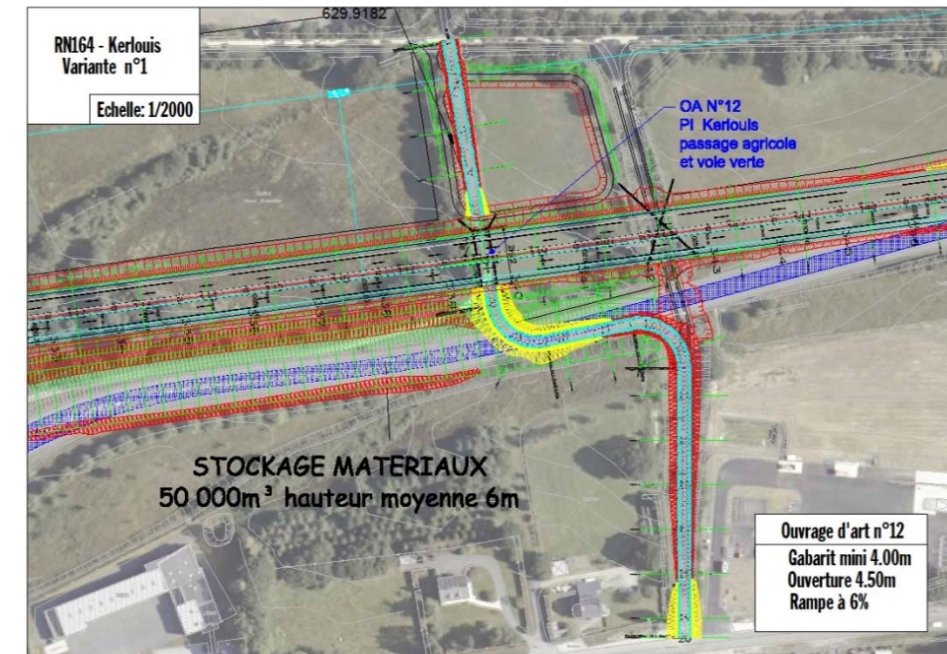 629.9182
RN164 - Kerlouis
Variante n°1
Echelle: 1/2000
OA N°12
PI Kerlouis
passage agricole
et voie verte
STOCKAGE MATERIAUX
50 000m³ hauteur moyenne 6m
Ouvrage d'art n°12
Gabarit mini 4.00m
Ouverture 4.50m
Rampe à 6%